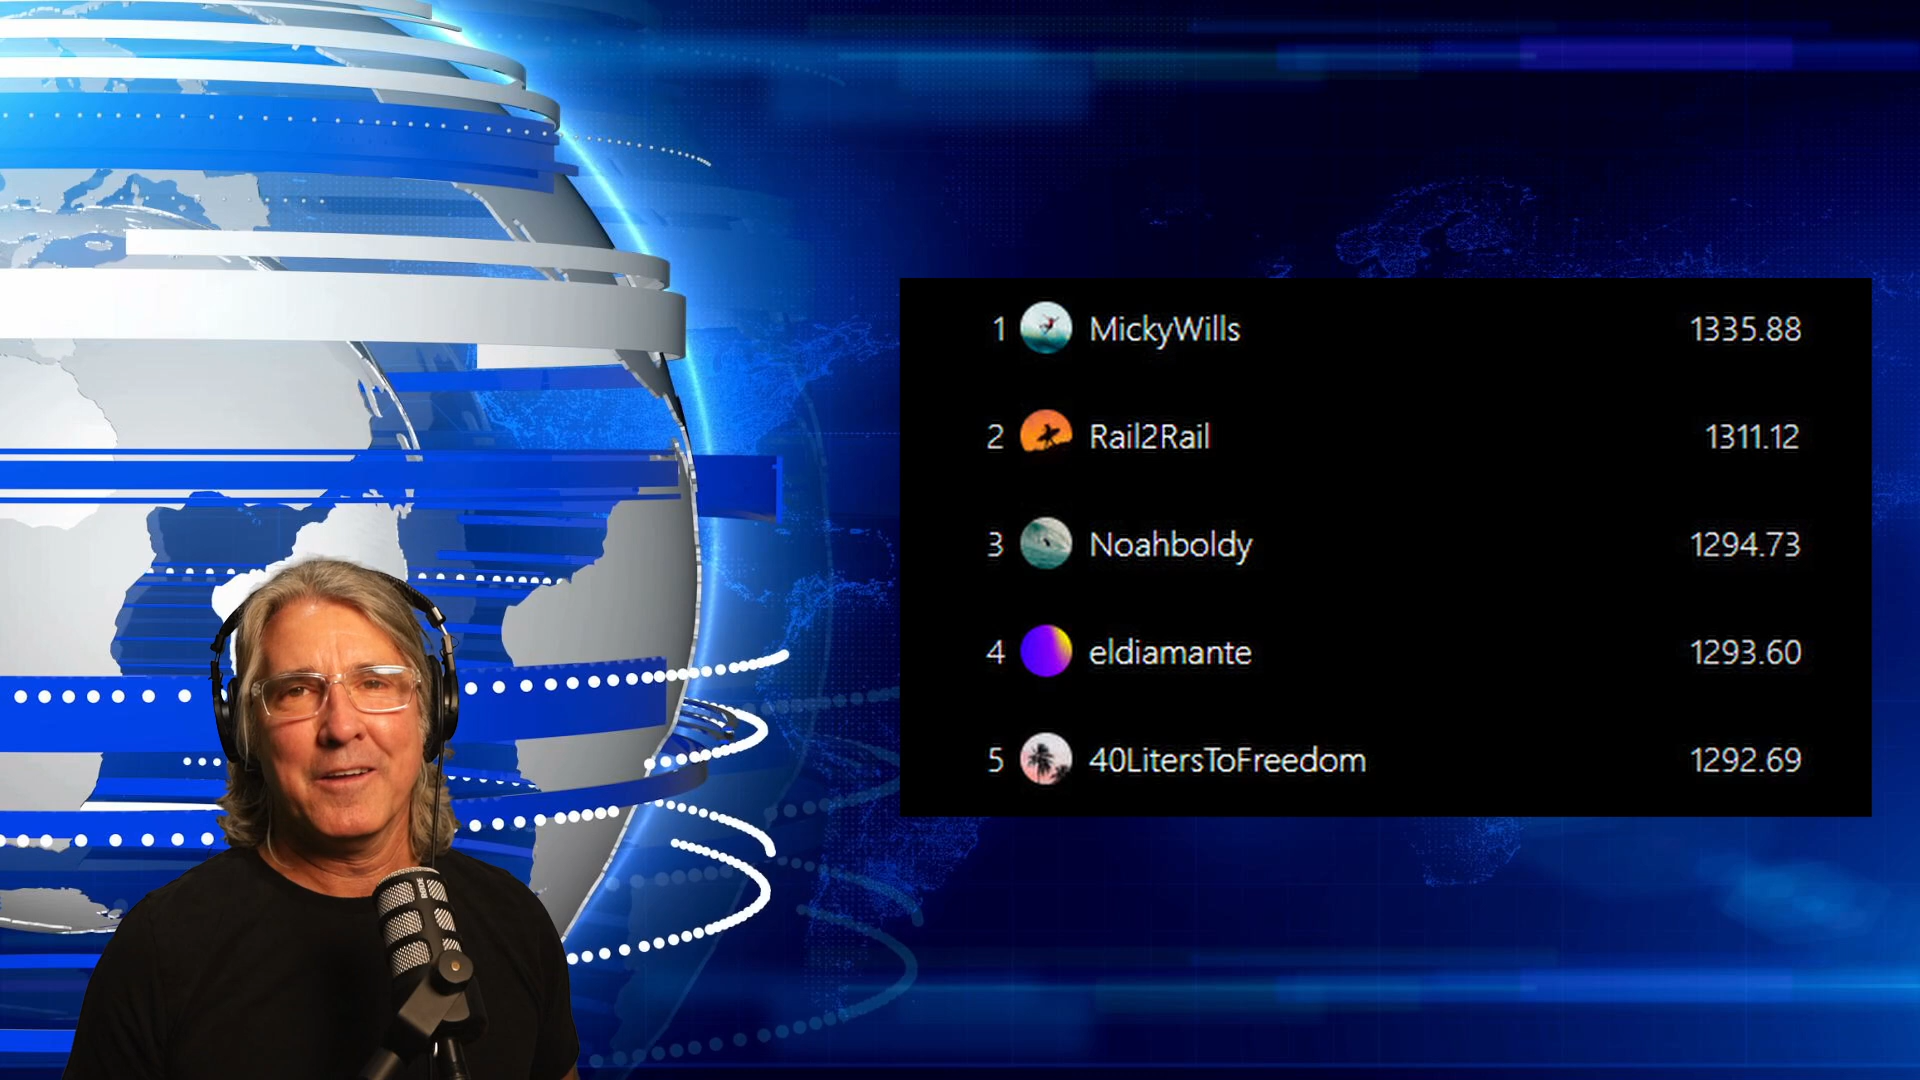 1 MickyWills 1335.88
2 Rail2Rail 1311.12
3 Noahboldy 1294.73
4 eldiamante 1293.60
5 40LitersToFreedom 1292.69
RODE